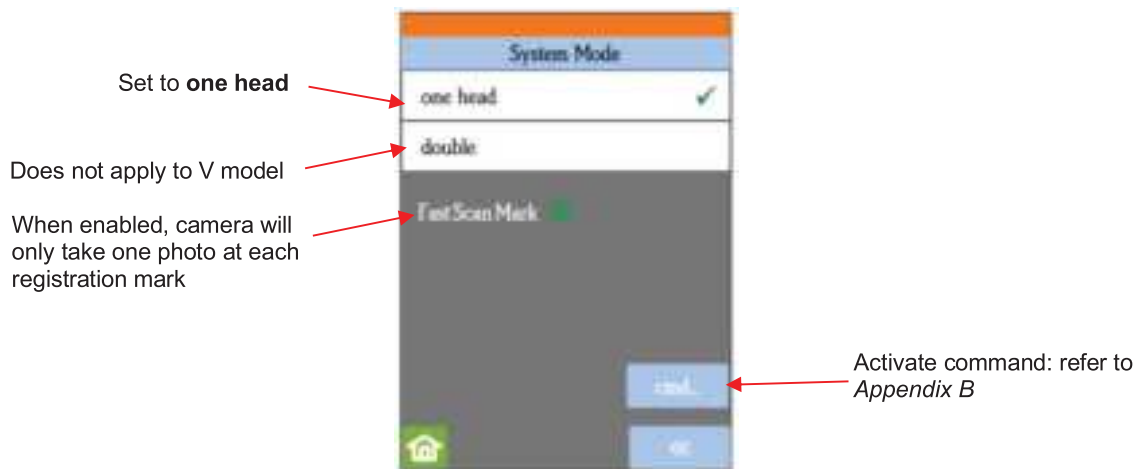 System Mode
Set to one head
one head
double
Does not apply to V model
Fast Scan Mark
When enabled, camera will
only take one photo at each
registration mark
Activate command: refer to
Appendix B
cmd..